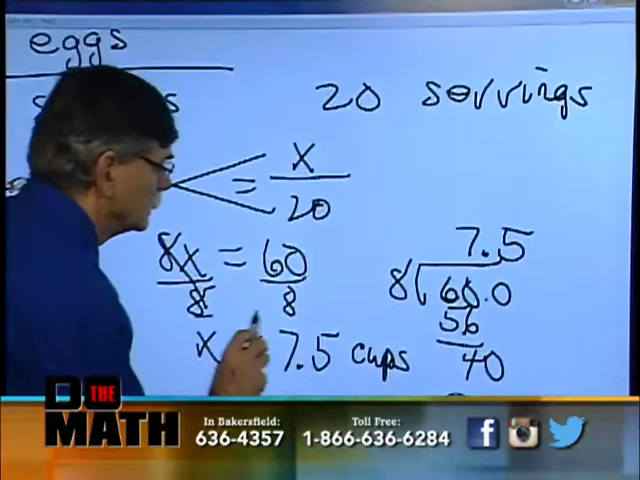 eggs
20 servings
= x
20
8x = 60
8 8
7.5
8 60.0
56
40
x 7.5 cups
DO THE MATH
In Bakersfield: 636-4357
Toll Free: 1-866-636-6284